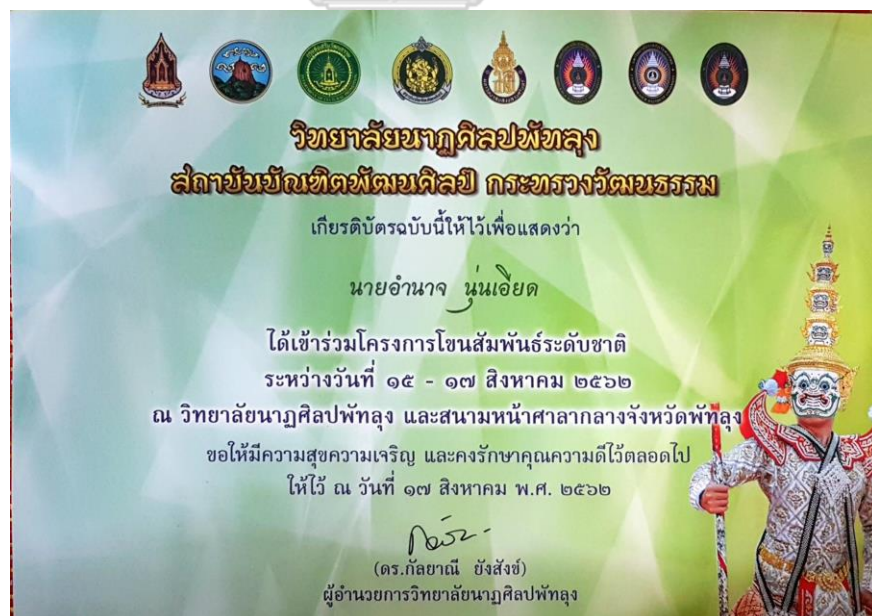 วิทยาลัยนาฏศิลปพัทลุง
สถาบันบัณฑิตพัฒนศิลป์ กระทรวงวัฒนธรรม
เกียรติบัตรฉบับนี้ให้ไว้เพื่อแสดงว่า
นายอำนาจ นุ่นเอียด
ได้เข้าร่วมโครงการโขนสัมพันธ์ระดับชาติ
ระหว่างวันที่ ๑๕ - ๑๗ สิงหาคม ๒๕๖๒
ณ วิทยาลัยนาฏศิลปพัทลุง และสนามหน้าศาลากลางจังหวัดพัทลุง
ขอให้มีความสุขความเจริญ และคงรักษาคุณความดีไว้ตลอดไป
ให้ไว้ ณ วันที่ ๑๗ สิงหาคม พ.ศ. ๒๕๖๒
(ดร.กัลยาณี ยังสังข์)
ผู้อำนวยการวิทยาลัยนาฏศิลปพัทลุง